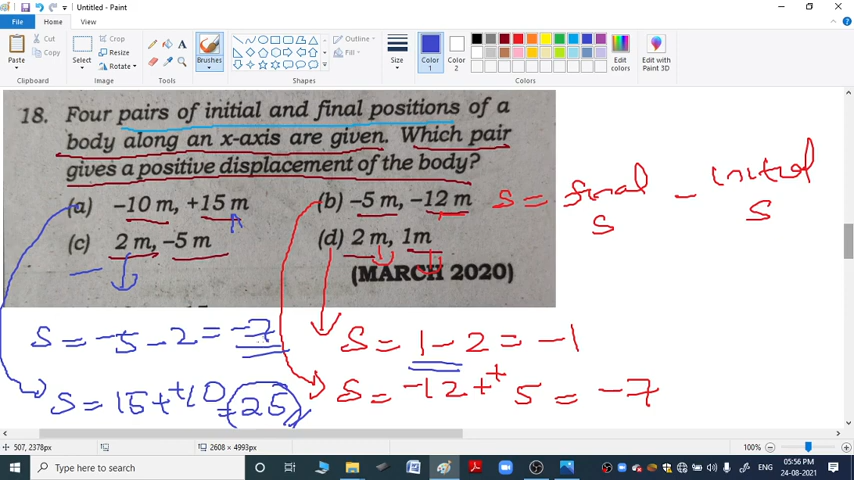 Untitled - Paint
File Home View
Paste
Cut
Copy
Clipboard
Select
Crop
Resize
Rotate
Image
Tools
Brushes
Shapes
Outline
Fill
Size
Color 1
Color 2
Colors
Edit colors
Edit with Paint 3D
18. Four pairs of initial and final positions of a
body along an x-axis are given. Which pair
gives a positive displacement of the body?
(a) -10 m, +15 m (b) -5 m, -12 m
(c) 2 m, -5 m (d) 2 m, 1m
(MARCH 2020)
S = final S - initial S
S = -5 - 2 = -7
S = 1 - 2 = -1
S = 15 + +10 = 25
S = -12 + + 5 = -7
507, 2378px
2608 × 4993px
100%
Type here to search
ENG
05:56 PM
24-08-2021